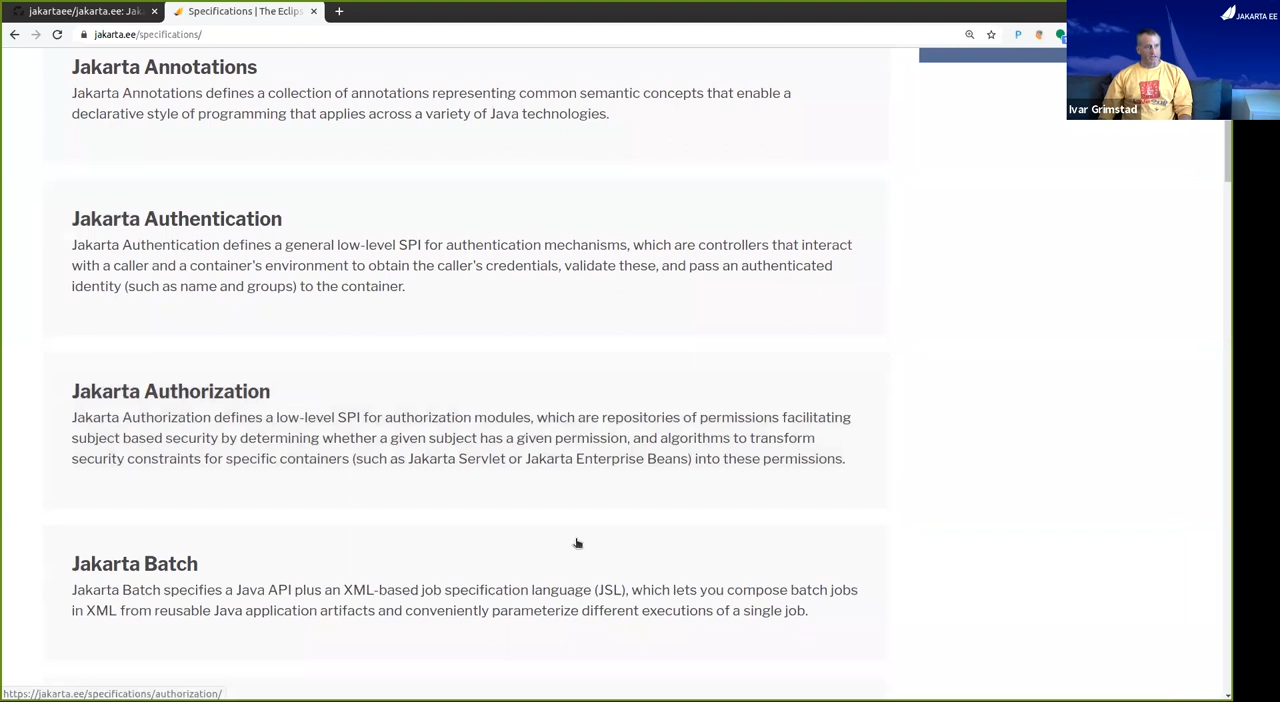 jakartaee/jakarta.ee: Jak
Specifications | The Eclips
jakarta.ee/specifications/
P
JAKARTA EE
Ivar Grimstad
Jakarta Annotations
Jakarta Annotations defines a collection of annotations representing common semantic concepts that enable a
declarative style of programming that applies across a variety of Java technologies.
Jakarta Authentication
Jakarta Authentication defines a general low-level SPI for authentication mechanisms, which are controllers that interact
with a caller and a container's environment to obtain the caller's credentials, validate these, and pass an authenticated
identity (such as name and groups) to the container.
Jakarta Authorization
Jakarta Authorization defines a low-level SPI for authorization modules, which are repositories of permissions facilitating
subject based security by determining whether a given subject has a given permission, and algorithms to transform
security constraints for specific containers (such as Jakarta Servlet or Jakarta Enterprise Beans) into these permissions.
Jakarta Batch
Jakarta Batch specifies a Java API plus an XML-based job specification language (JSL), which lets you compose batch jobs
in XML from reusable Java application artifacts and conveniently parameterize different executions of a single job.
https://jakarta.ee/specifications/authorization/